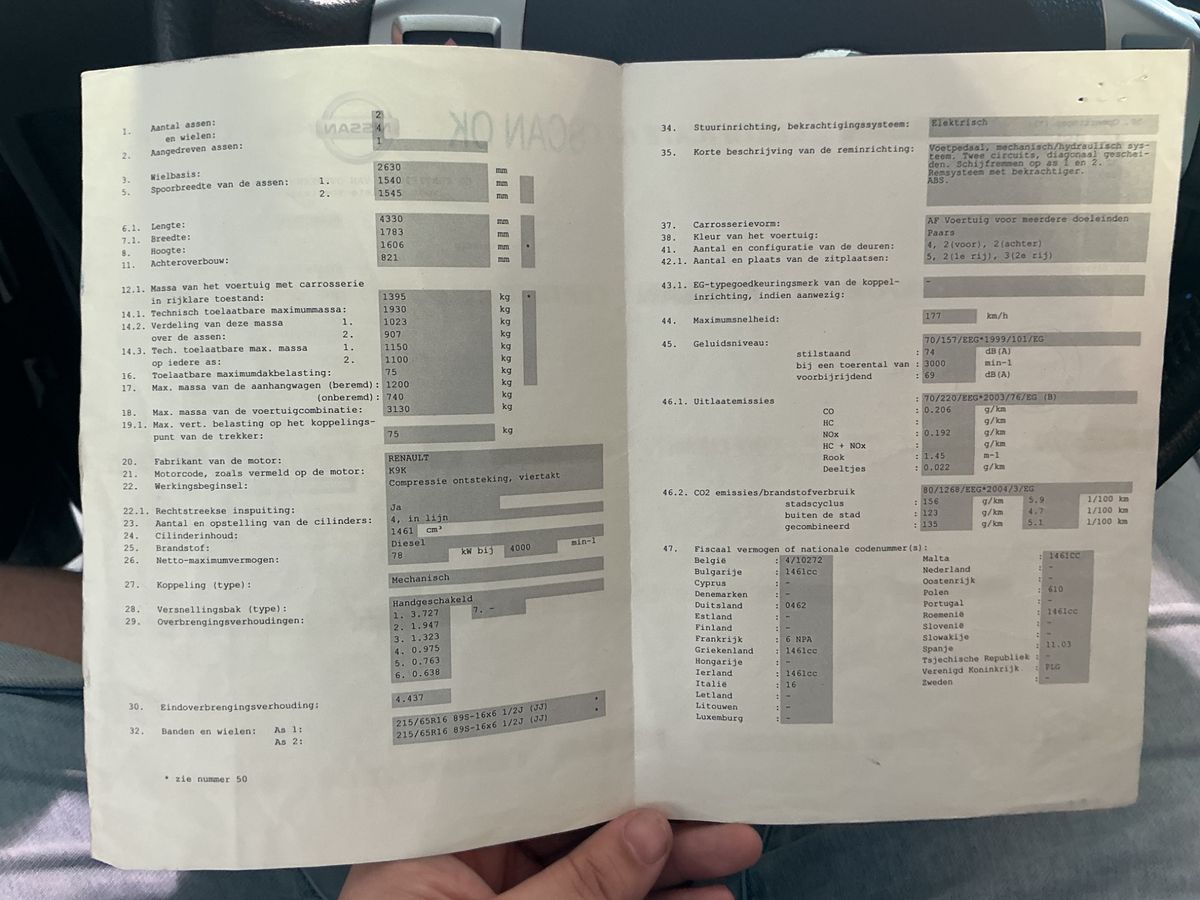 SCAN OK
NISSAN
1. Aantal assen: 2
en wielen: 4
2. Aangedreven assen: 1
3. Wielbasis: 2630 mm
5. Spoorbreedte van de assen: 1. 1540 mm
2. 1545 mm
6.1. Lengte: 4330 mm
7.1. Breedte: 1783 mm
8. Hoogte: 1606 mm *
11. Achteroverbouw: 821 mm
12.1. Massa van het voertuig met carrosserie
in rijklare toestand: 1395 kg *
14.1. Technisch toelaatbare maximummassa: 1930 kg
14.2. Verdeling van deze massa 1. 1023 kg
over de assen: 2. 907 kg
14.3. Tech. toelaatbare max. massa 1. 1150 kg
op iedere as: 2. 1100 kg
16. Toelaatbare maximumdakbelasting: 75 kg
17. Max. massa van de aanhangwagen (beremd): 1200 kg
(onberemd): 740 kg
18. Max. massa van de voertuigcombinatie: 3130 kg
19.1. Max. vert. belasting op het koppelings-
punt van de trekker: 75 kg
20. Fabrikant van de motor: RENAULT
21. Motorcode, zoals vermeld op de motor: K9K
22. Werkingsbeginsel: Compressie ontsteking, viertakt
22.1. Rechtstreekse inspuiting: Ja
23. Aantal en opstelling van de cilinders: 4, in lijn
24. Cilinderinhoud: 1461 cm³
25. Brandstof: Diesel
26. Netto-maximumvermogen: 78 kW bij 4000 min-1
27. Koppeling (type): Mechanisch
28. Versnellingsbak (type): Handgeschakeld
29. Overbrengingsverhoudingen: 1. 3.727 7. -
2. 1.947
3. 1.323
4. 0.975
5. 0.763
6. 0.638
30. Eindoverbrengingsverhouding: 4.437
32. Banden en wielen: As 1: 215/65R16 89S-16x6 1/2J (JJ) *
As 2: 215/65R16 89S-16x6 1/2J (JJ) *
* zie nummer 50
34. Stuurinrichting, bekrachtigingssysteem: Elektrisch
35. Korte beschrijving van de reminrichting: Voetpedaal, mechanisch/hydraulisch sys-
teem. Twee circuits, diagonaal geschei-
den. Schijfremmen op as 1 en 2.
Remsysteem met bekrachtiger.
ABS.
37. Carrosserievorm: AF Voertuig voor meerdere doeleinden
38. Kleur van het voertuig: Paars
41. Aantal en configuratie van de deuren: 4, 2(voor), 2(achter)
42.1. Aantal en plaats van de zitplaatsen: 5, 2(1e rij), 3(2e rij)
43.1. EG-typegoedkeuringsmerk van de koppel- -
inrichting, indien aanwezig:
44. Maximumsnelheid: 177 km/h
45. Geluidsniveau: 70/157/EEG*1999/101/EG
stilstaand : 74 dB(A)
bij een toerental van : 3000 min-1
voorbijrijdend : 69 dB(A)
46.1. Uitlaatemissies : 70/220/EEG*2003/76/EG (B)
CO : 0.206 g/km
HC : g/km
NOx : 0.192 g/km
HC + NOx : g/km
Rook : 1.45 m-1
Deeltjes : 0.022 g/km
46.2. CO2 emissies/brandstofverbruik 80/1268/EEG*2004/3/EG
stadscyclus : 156 g/km 5.9 1/100 km
buiten de stad : 123 g/km 4.7 1/100 km
gecombineerd : 135 g/km 5.1 1/100 km
47. Fiscaal vermogen of nationale codenummer(s):
België : 4/10272
Bulgarije : 1461cc
Cyprus : -
Denemarken : -
Duitsland : 0462
Estland : -
Finland : -
Frankrijk : 6 NPA
Griekenland : 1461cc
Hongarije : -
Ierland : 1461cc
Italië : 16
Letland : -
Litouwen : -
Luxemburg : -
Malta : 1461cc
Nederland : -
Oostenrijk : -
Polen : 610
Portugal : -
Roemenië : 1461cc
Slovenië : -
Slowakije : -
Spanje : 11.03
Tsjechische Republiek : -
Verenigd Koninkrijk : PLG
Zweden : -